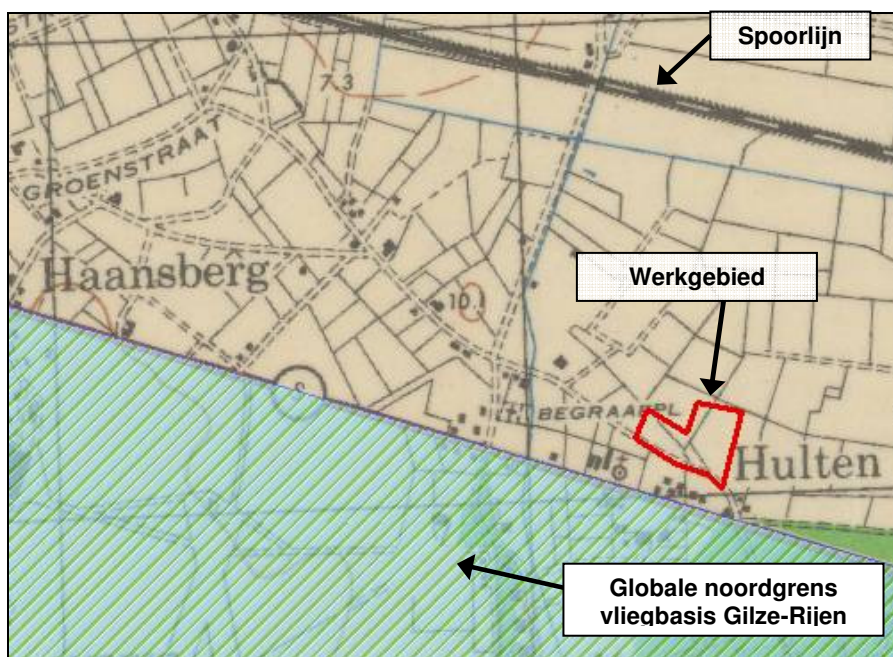 Spoorlijn
7.3
GROENSTRAAT
Haansberg
Werkgebied
10.1
BEGRAAFPL
Hulten
Globale noordgrens
vliegbasis Gilze-Rijen